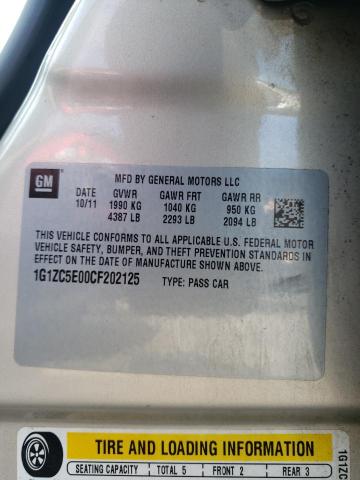 GM
MFD BY GENERAL MOTORS LLC
DATE GVWR GAWR FRT GAWR RR
10/11 1990 KG 1040 KG 950 KG
4387 LB 2293 LB 2094 LB
THIS VEHICLE CONFORMS TO ALL APPLICABLE U.S. FEDERAL MOTOR
VEHICLE SAFETY, BUMPER, AND THEFT PREVENTION STANDARDS IN
EFFECT ON THE DATE OF MANUFACTURE SHOWN ABOVE.
1G1ZC5E00CF202125 TYPE: PASS CAR
TIRE AND LOADING INFORMATION
SEATING CAPACITY TOTAL 5 FRONT 2 REAR 3
1G1ZC